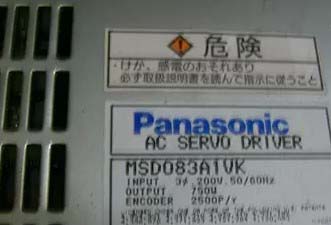 危険
・けが、感電のおそれあり
必ず取扱説明書を読んで指示に従うこと
Panasonic
AC SERVO DRIVER
MSD083A1VK
INPUT 3ø 200V.50/60Hz
OUTPUT 750W
ENCODER 2500P/r